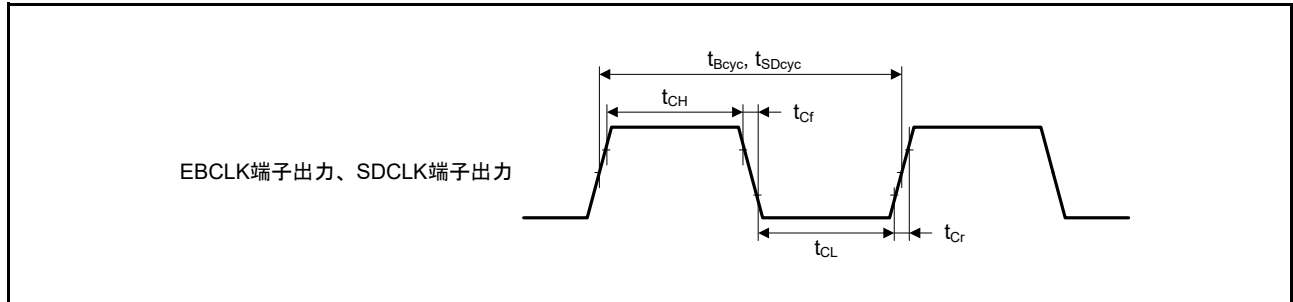 tBcyc, tSDcyc
tCH
tCf
EBCLK端子出力、SDCLK端子出力
tCL
tCr